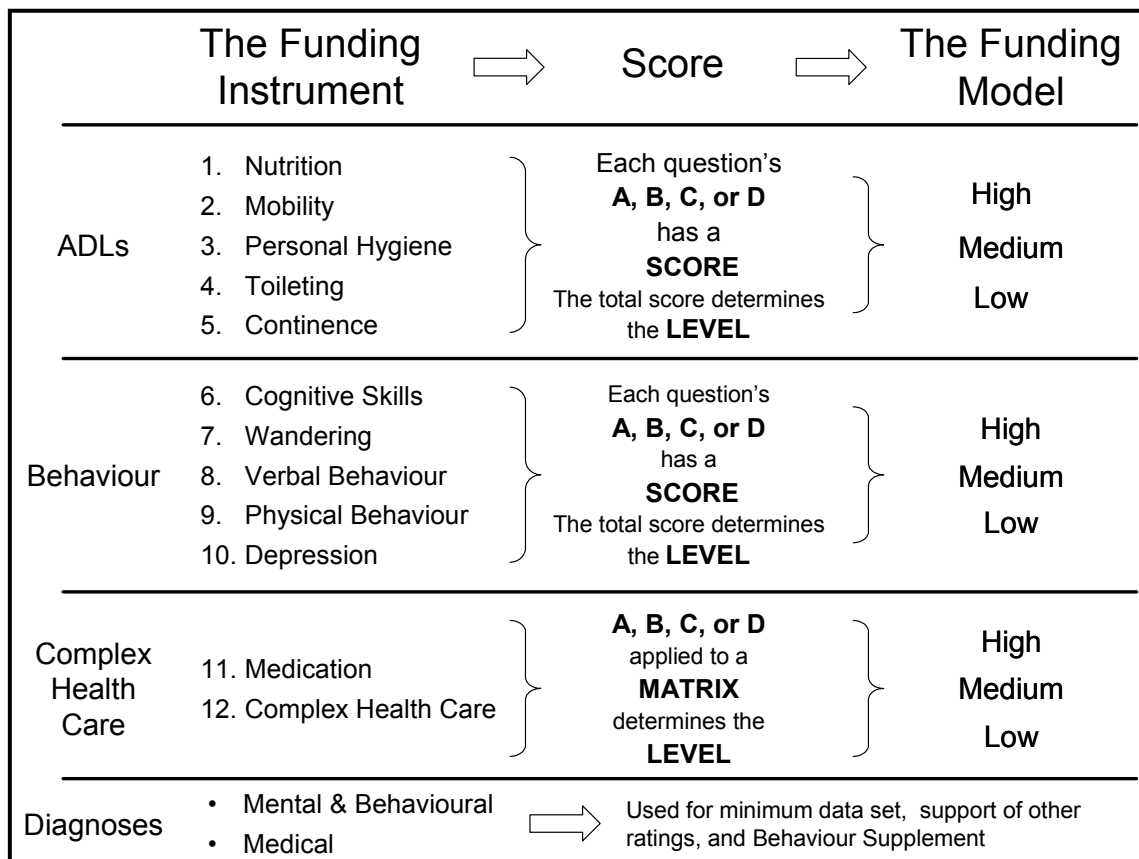 The Funding
Instrument
Score
The Funding
Model
ADLs
1. Nutrition
2. Mobility
3. Personal Hygiene
4. Toileting
5. Continence
Each question's
A, B, C, or D
has a
SCORE
The total score determines
the LEVEL
High
Medium
Low
Behaviour
6. Cognitive Skills
7. Wandering
8. Verbal Behaviour
9. Physical Behaviour
10. Depression
Each question's
A, B, C, or D
has a
SCORE
The total score determines
the LEVEL
High
Medium
Low
Complex
Health
Care
11. Medication
12. Complex Health Care
A, B, C, or D
applied to a
MATRIX
determines the
LEVEL
High
Medium
Low
Diagnoses
• Mental & Behavioural
• Medical
Used for minimum data set, support of other
ratings, and Behaviour Supplement